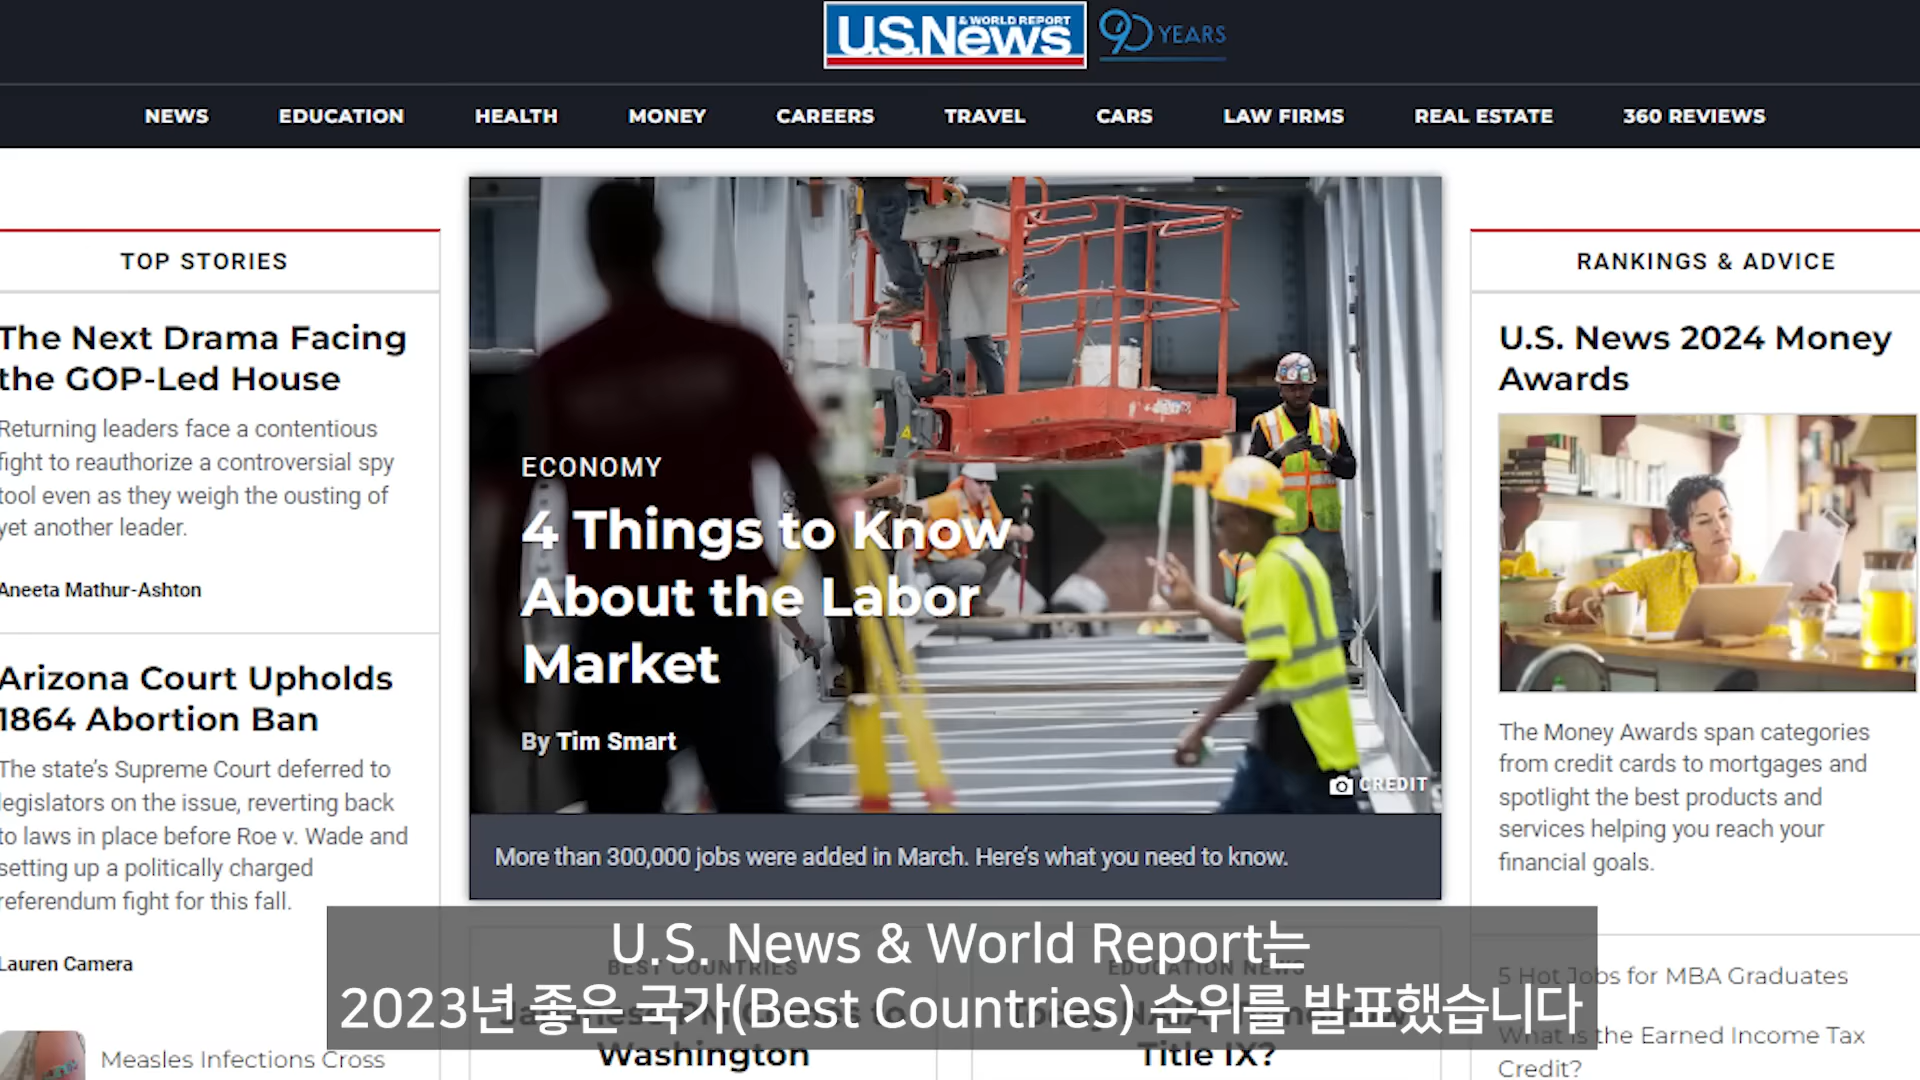 U.S.News
& WORLD REPORT
90 YEARS
NEWS
EDUCATION
HEALTH
MONEY
CAREERS
TRAVEL
CARS
LAW FIRMS
REAL ESTATE
360 REVIEWS
TOP STORIES
The Next Drama Facing
the GOP-Led House
Returning leaders face a contentious
fight to reauthorize a controversial spy
tool even as they weigh the ousting of
yet another leader.
Aneeta Mathur-Ashton
Arizona Court Upholds
1864 Abortion Ban
The state's Supreme Court deferred to
legislators on the issue, reverting back
to laws in place before Roe v. Wade and
setting up a politically charged
referendum fight for this fall.
Lauren Camera
Measles Infections Cross
ECONOMY
4 Things to Know
About the Labor
Market
By Tim Smart
CREDIT
More than 300,000 jobs were added in March. Here's what you need to know.
BEST COUNTRIES
Washington
EDUCATION NEWS
Title IX?
RANKINGS & ADVICE
U.S. News 2024 Money
Awards
The Money Awards span categories
from credit cards to mortgages and
spotlight the best products and
services helping you reach your
financial goals.
5 Hot Jobs for MBA Graduates
What is the Earned Income Tax
Credit?
U.S. News & World Report는
2023년 좋은 국가(Best Countries) 순위를 발표했습니다